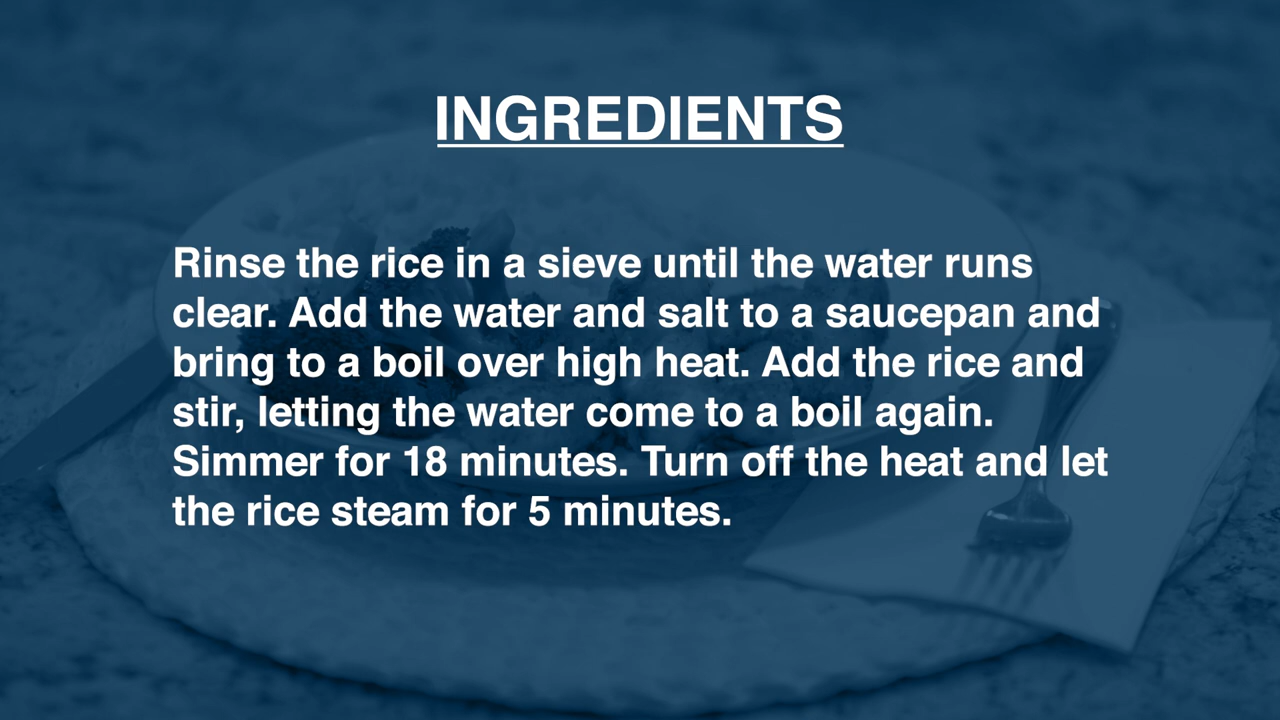 INGREDIENTS
Rinse the rice in a sieve until the water runs
clear. Add the water and salt to a saucepan and
bring to a boil over high heat. Add the rice and
stir, letting the water come to a boil again.
Simmer for 18 minutes. Turn off the heat and let
the rice steam for 5 minutes.